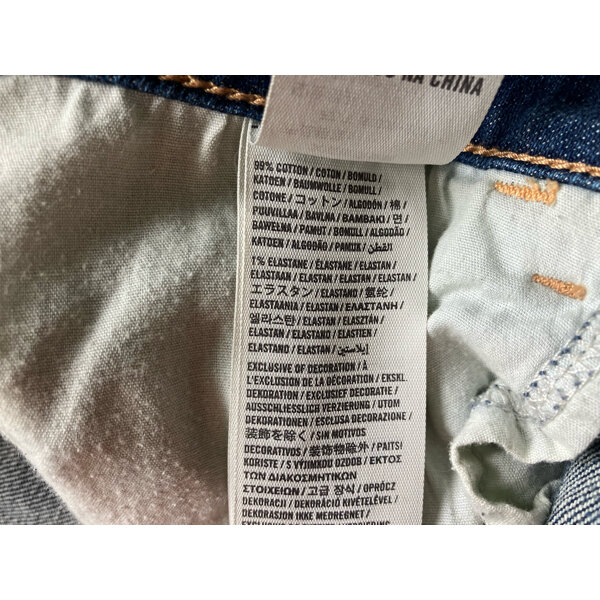 NA CHINA
99% COTTON / COTON / BOMULD /
KATOEN / BAUMWOLLE / BOMULL /
COTONE / コットン / ALGODÓN / 棉 /
PUUVILLAA / BAVLNA / BAMBAKI / 면 /
BAWEŁNA / PAMUT / BOMULL / ALGODÃO /
KATOEN / ALGODÃO / PAMUK / القطن
1% ELASTANE / ÉLASTANE / ELASTAN /
ELASTAAN / ELASTAN / ELASTAN / ELASTAN /
エラスタン / ELASTANO / 氨纶 /
ELASTAANIA / ELASTAN / ΕΛΑΣΤΑΝΗ /
엘라스탄 / ELASTAN / ELASZTÁN /
ELASTAN / ELASTANO / ELASTIEN /
ELASTANO / ELASTAN / إيلاستين
EXCLUSIVE OF DECORATION / À
L'EXCLUSION DE LA DÉCORATION / EKSKL.
DEKORATION / EXCLUSIEF DECORATIE /
AUSSCHLIESSLICH VERZIERUNG / UTOM
DEKORATIONEN / ESCLUSA DECORAZIONE /
装飾を除く / SIN MOTIVOS
DECORATIVOS / 装饰物除外 / PAITSI
KORISTE / S VÝJIMKOU OZDOB / ΕΚΤΟΣ
ΤΩΝ ΔΙΑΚΟΣΜΗΤΙΚΩΝ
ΣΤΟΙΧΕΙΩΝ / 고급 장식 / OPRÓCZ
DEKORACJI / DEKORÁCIÓ KIVÉTELÉVEL /
DEKORASJON IKKE MEDREGNET /